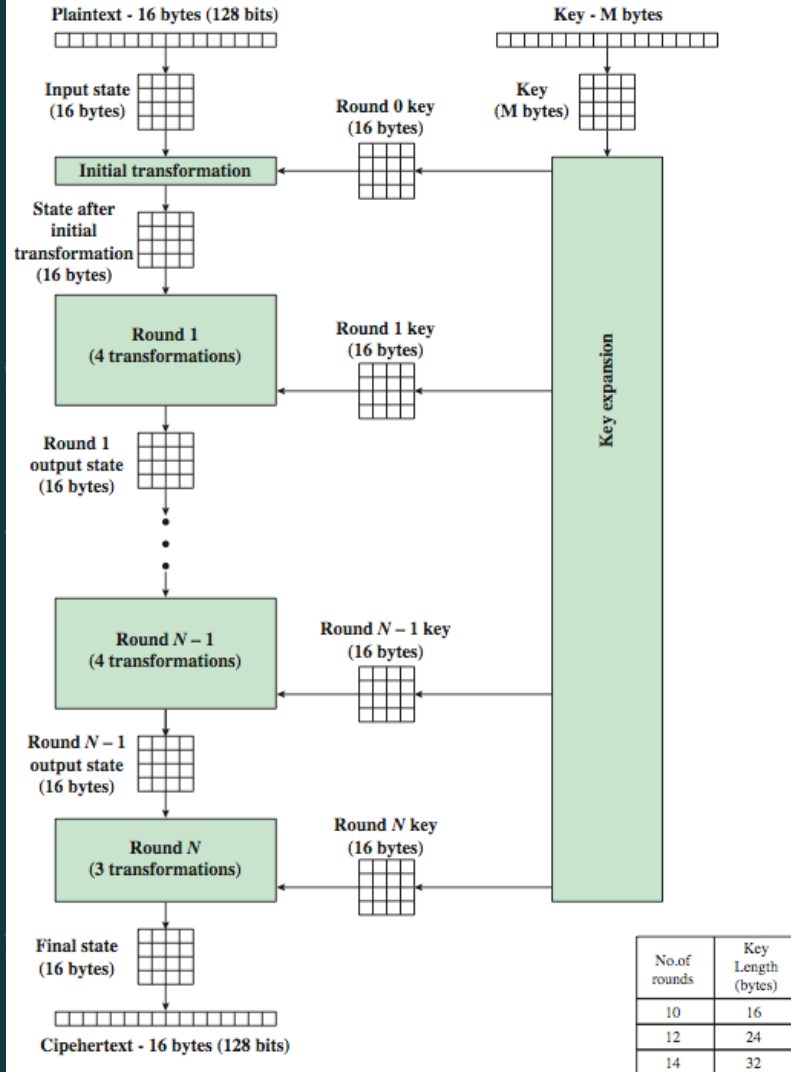 Plaintext - 16 bytes (128 bits)
Key - M bytes
Input state
(16 bytes)
Key
(M bytes)
Round 0 key
(16 bytes)
Initial transformation
State after
initial
transformation
(16 bytes)
Round 1
(4 transformations)
Round 1 key
(16 bytes)
Key expansion
Round 1
output state
(16 bytes)
Round N – 1
(4 transformations)
Round N – 1 key
(16 bytes)
Round N – 1
output state
(16 bytes)
Round N
(3 transformations)
Round N key
(16 bytes)
Final state
(16 bytes)
Cipehertext - 16 bytes (128 bits)
No.of
rounds
Key
Length
(bytes)
10 16
12 24
14 32